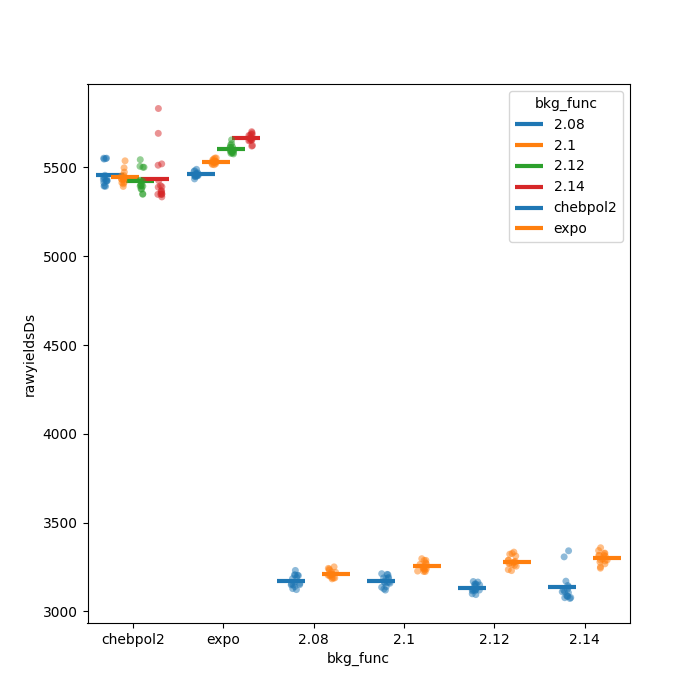 bkg_func
2.08
2.1
2.12
2.14
chebpol2
expo
rawyieldsDs
5500
5000
4500
4000
3500
3000
chebpol2 expo 2.08 2.1 2.12 2.14
bkg_func